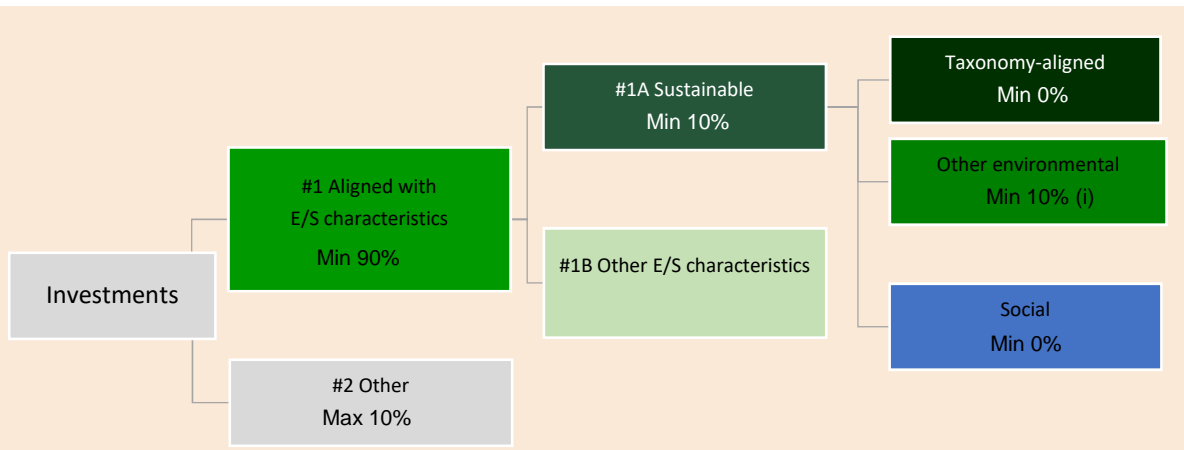 Investments
#1 Aligned with
E/S characteristics
Min 90%
#2 Other
Max 10%
#1A Sustainable
Min 10%
#1B Other E/S characteristics
Taxonomy-aligned
Min 0%
Other environmental
Min 10% (i)
Social
Min 0%